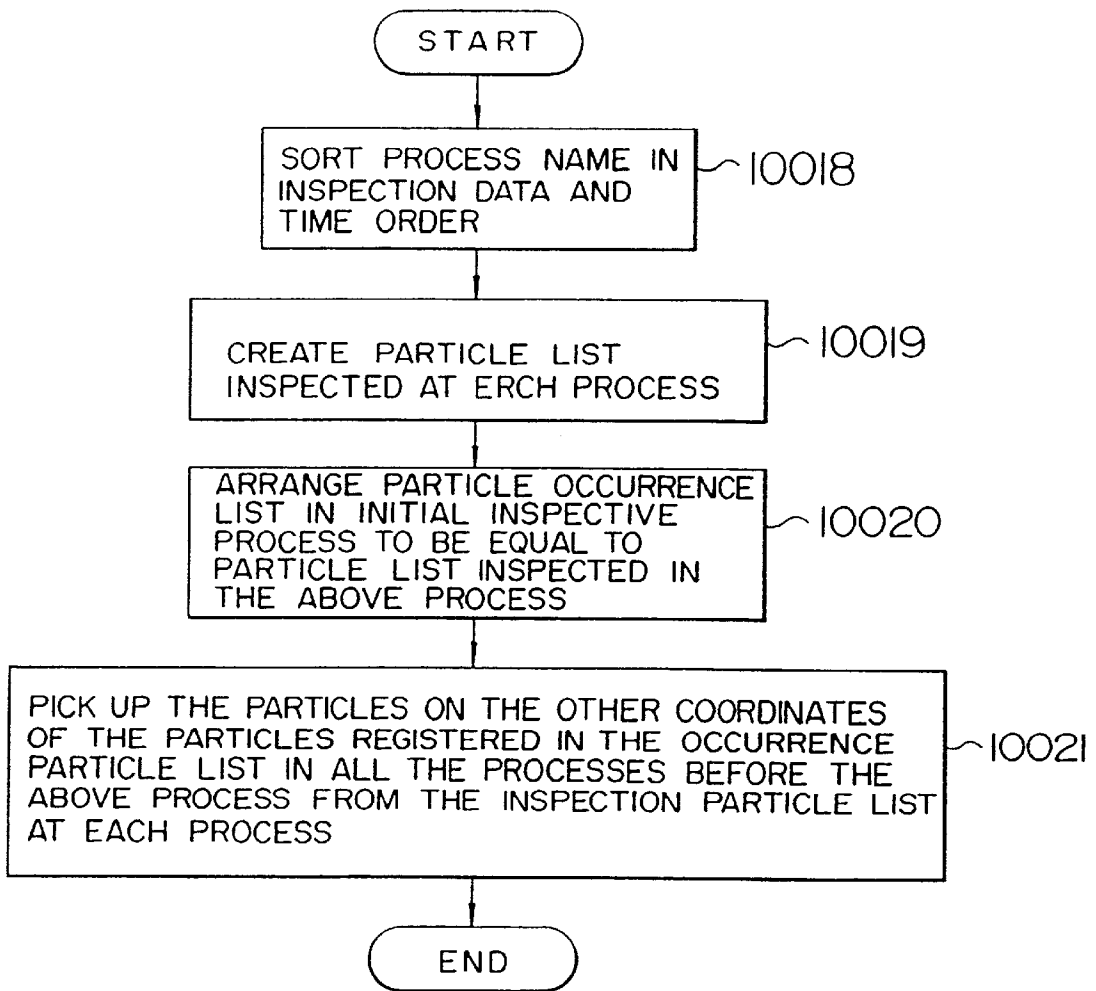 START
SORT PROCESS NAME IN
INSPECTION DATA AND
TIME ORDER
10018
CREATE PARTICLE LIST
INSPECTED AT ERCH PROCESS
10019
ARRANGE PARTICLE OCCURRENCE
LIST IN INITIAL INSPECTIVE
PROCESS TO BE EQUAL TO
PARTICLE LIST INSPECTED IN
THE ABOVE PROCESS
10020
PICK UP THE PARTICLES ON THE OTHER COORDINATES
OF THE PARTICLES REGISTERED IN THE OCCURRENCE
PARTICLE LIST IN ALL THE PROCESSES BEFORE THE
ABOVE PROCESS FROM THE INSPECTION PARTICLE LIST
AT EACH PROCESS
10021
END